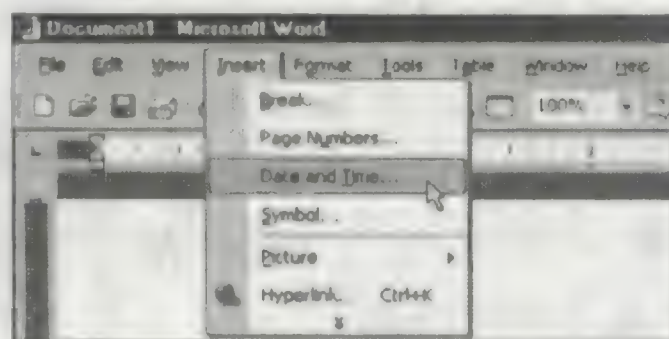 Document1 Microsoft Word
File Edit View Insert Format Tools Table Window Help
100%
Break...
Page Numbers...
Date and Time...
Symbol...
Picture
Hyperlink... Ctrl+K